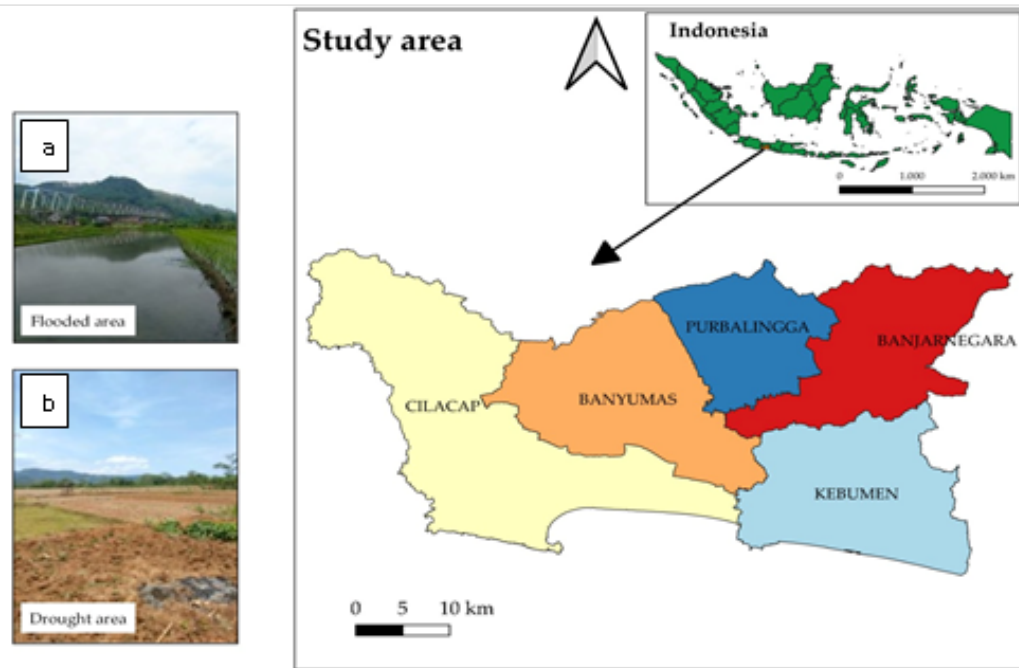 a
Flooded area
b
Drought area
Study area
Indonesia
0 1.000 2.000 km
PURBALINGGA
BANJARNEGARA
CILACAP
BANYUMAS
KEBUMEN
0 5 10 km